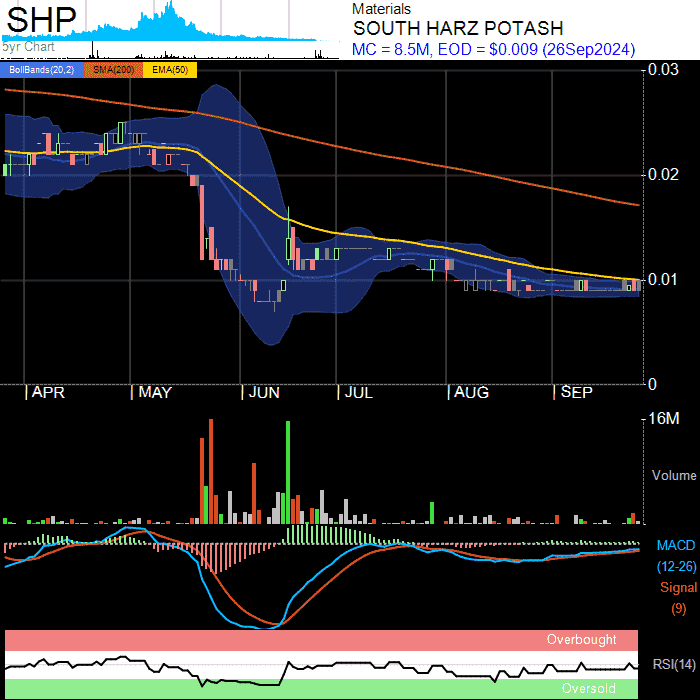 SHP
Materials
SOUTH HARZ POTASH
MC = 8.5M, EOD = $0.009 (26Sep2024)
5yr Chart
BollBands(20,2) SMA(200) EMA(50)
0.03
0.02
0.01
0
APR MAY JUN JUL AUG SEP
16M
Volume
MACD
(12-26)
Signal
(9)
Overbought
RSI(14)
Oversold